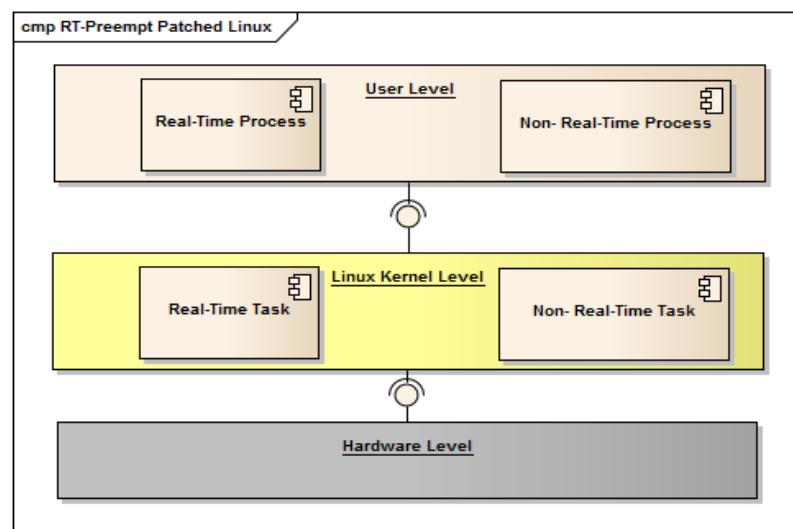 cmp RT-Preempt Patched Linux
User Level
Real-Time Process
Non- Real-Time Process
Linux Kernel Level
Real-Time Task
Non- Real-Time Task
Hardware Level